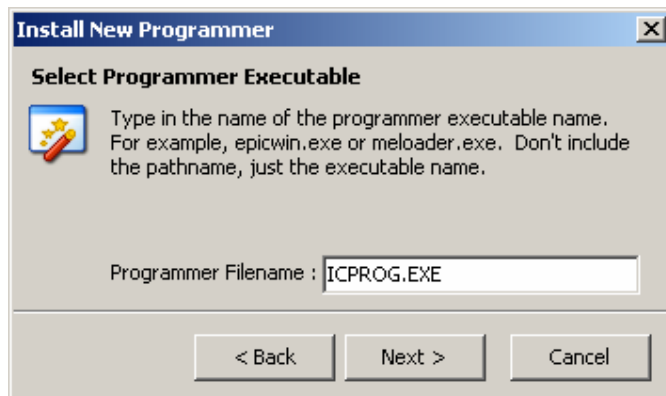 Install New Programmer
Select Programmer Executable
Type in the name of the programmer executable name.
For example, epicwin.exe or meloader.exe. Don't include
the pathname, just the executable name.
Programmer Filename : ICPROG.EXE
< Back Next > Cancel